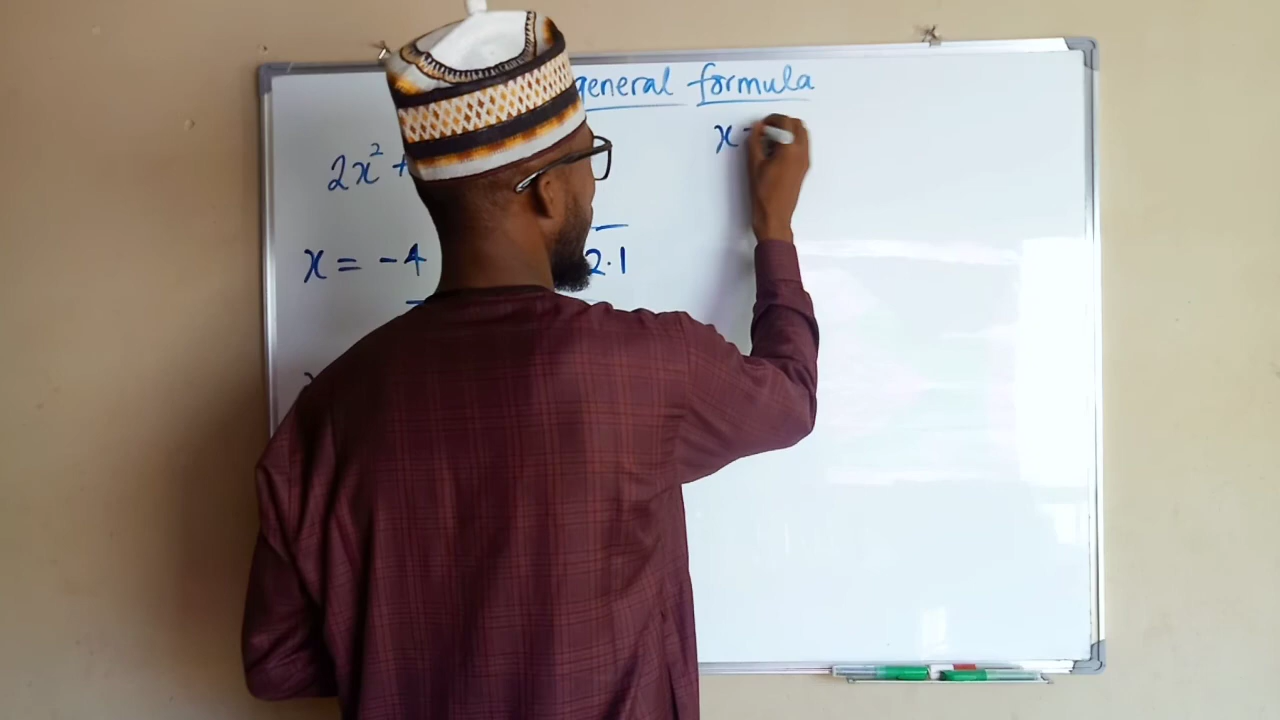 general formula
x =
2x² +
x = -4 2·1